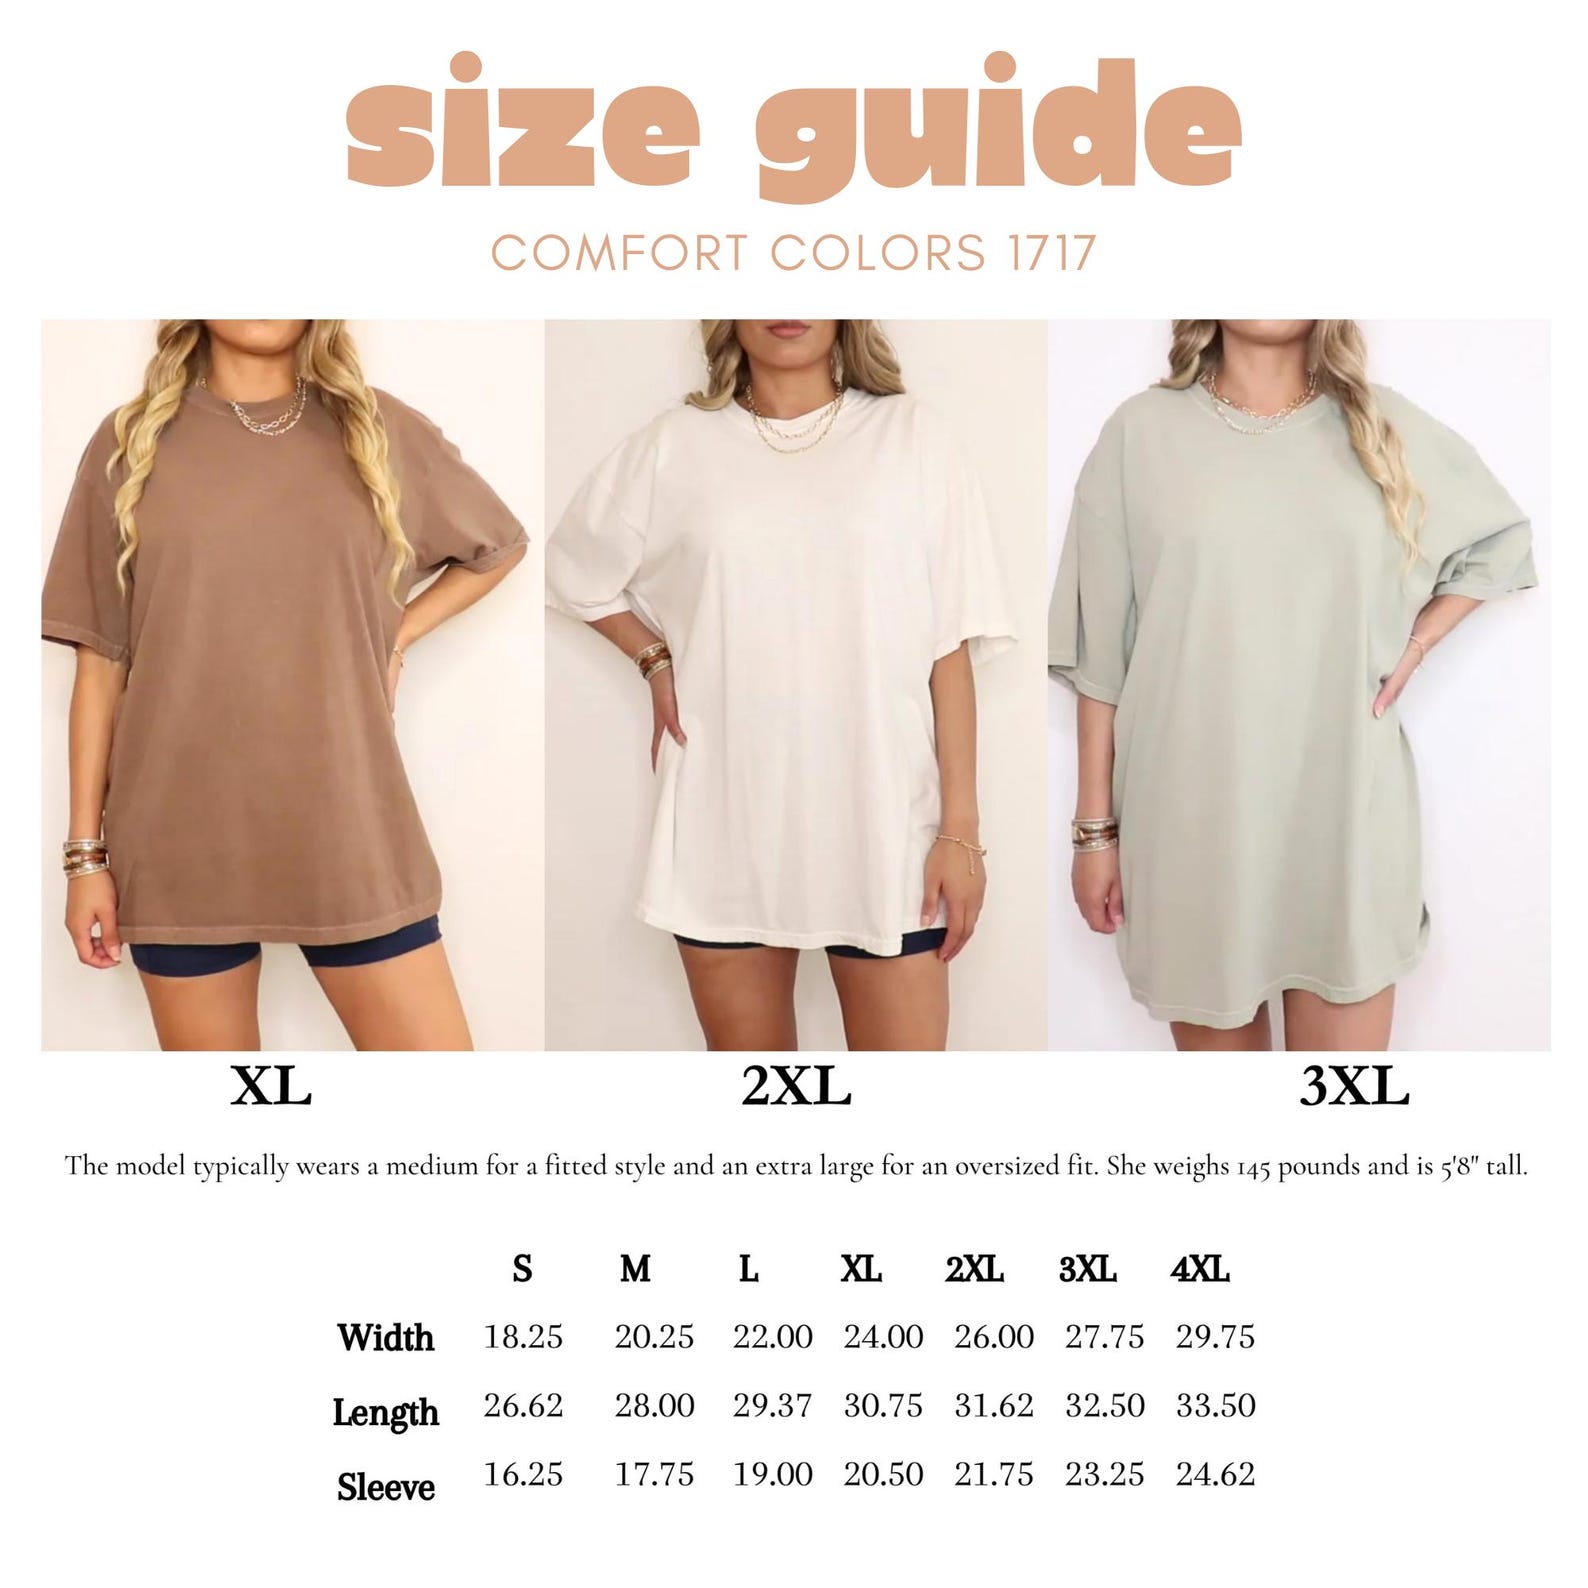 size guide
COMFORT COLORS 1717
XL 2XL 3XL
The model typically wears a medium for a fitted style and an extra large for an oversized fit. She weighs 145 pounds and is 5'8" tall.
S M L XL 2XL 3XL 4XL
Width 18.25 20.25 22.00 24.00 26.00 27.75 29.75
Length 26.62 28.00 29.37 30.75 31.62 32.50 33.50
Sleeve 16.25 17.75 19.00 20.50 21.75 23.25 24.62